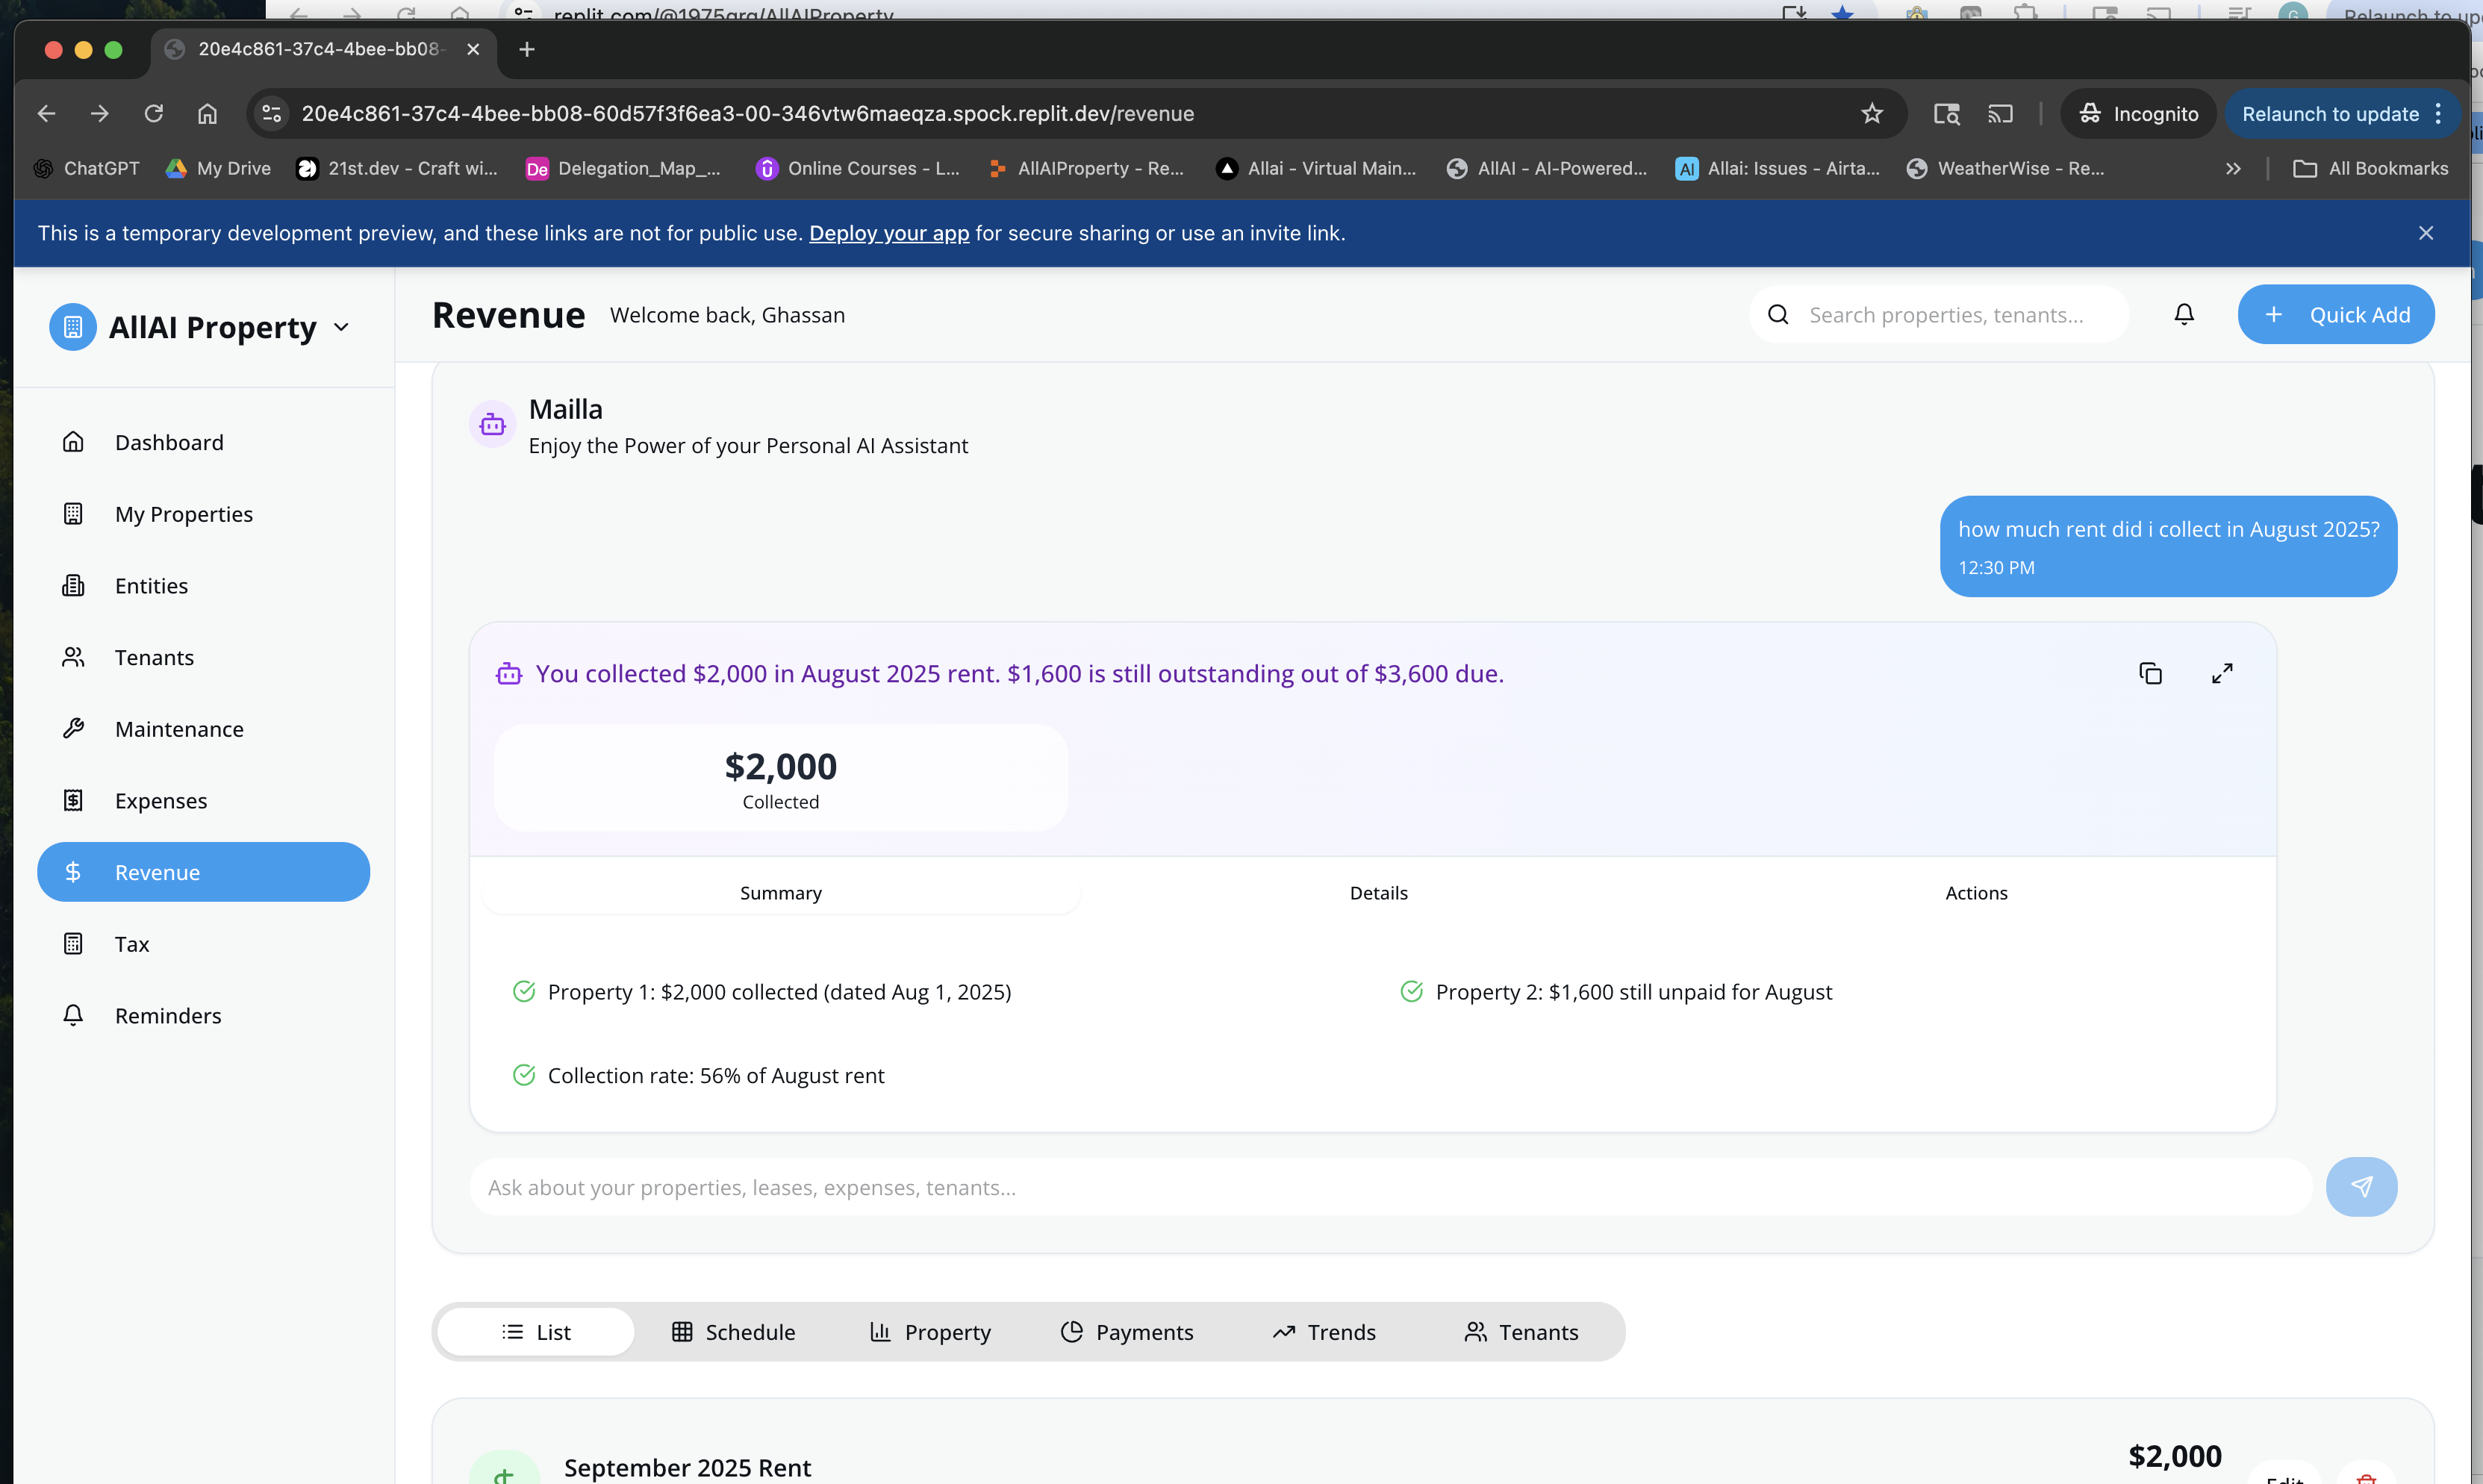 replit.com/@1975grg/AllAIProperty
20e4c861-37c4-4bee-bb08-
20e4c861-37c4-4bee-bb08-60d57f3f6ea3-00-346vtw6maeqza.spock.replit.dev/revenue
Incognito
Relaunch to update
ChatGPT
My Drive
21st.dev - Craft wi...
De
Delegation_Map_...
Online Courses - L...
AllAIProperty - Re...
Allai - Virtual Main...
AllAI - AI-Powered...
AI
Allai: Issues - Airta...
WeatherWise - Re...
All Bookmarks
This is a temporary development preview, and these links are not for public use. Deploy your app for secure sharing or use an invite link.
AllAI Property
Revenue
Welcome back, Ghassan
Search properties, tenants...
Quick Add
Dashboard
My Properties
Entities
Tenants
Maintenance
Expenses
Revenue
Tax
Reminders
Mailla
Enjoy the Power of your Personal AI Assistant
how much rent did i collect in August 2025?
12:30 PM
You collected $2,000 in August 2025 rent. $1,600 is still outstanding out of $3,600 due.
$2,000
Collected
Summary
Details
Actions
Property 1: $2,000 collected (dated Aug 1, 2025)
Property 2: $1,600 still unpaid for August
Collection rate: 56% of August rent
Ask about your properties, leases, expenses, tenants...
List
Schedule
Property
Payments
Trends
Tenants
September 2025 Rent
$2,000
Edit